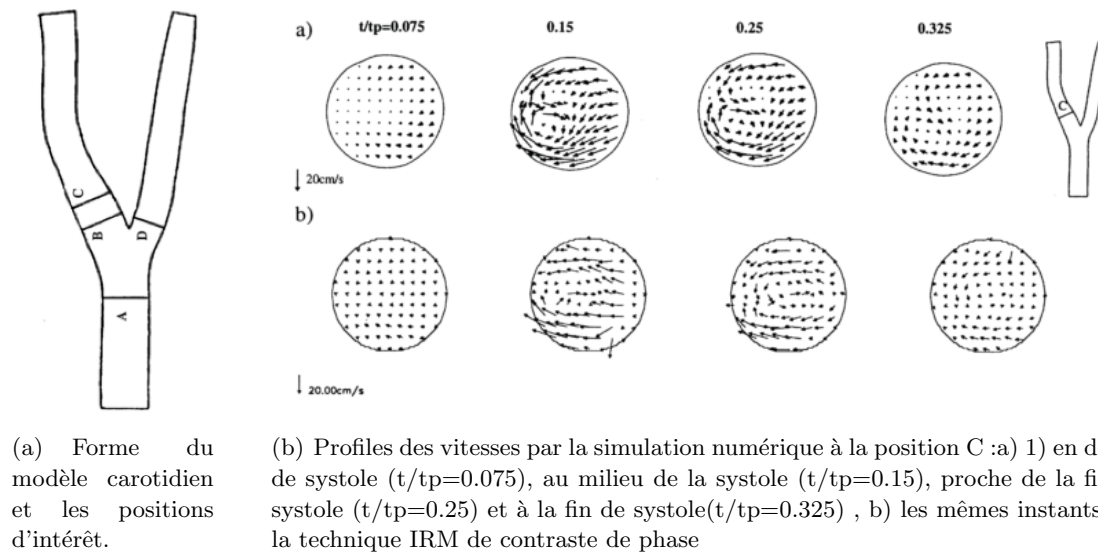 a) t/tp=0.075 0.15 0.25 0.325
C
B
D
A
C
20cm/s
b)
20.00cm/s
(a) Forme du
modèle carotidien
et les positions
d'intérêt.
(b) Profiles des vitesses par la simulation numérique à la position C :a) 1) en d
de systole (t/tp=0.075), au milieu de la systole (t/tp=0.15), proche de la fi
systole (t/tp=0.25) et à la fin de systole(t/tp=0.325) , b) les mêmes instants
la technique IRM de contraste de phase